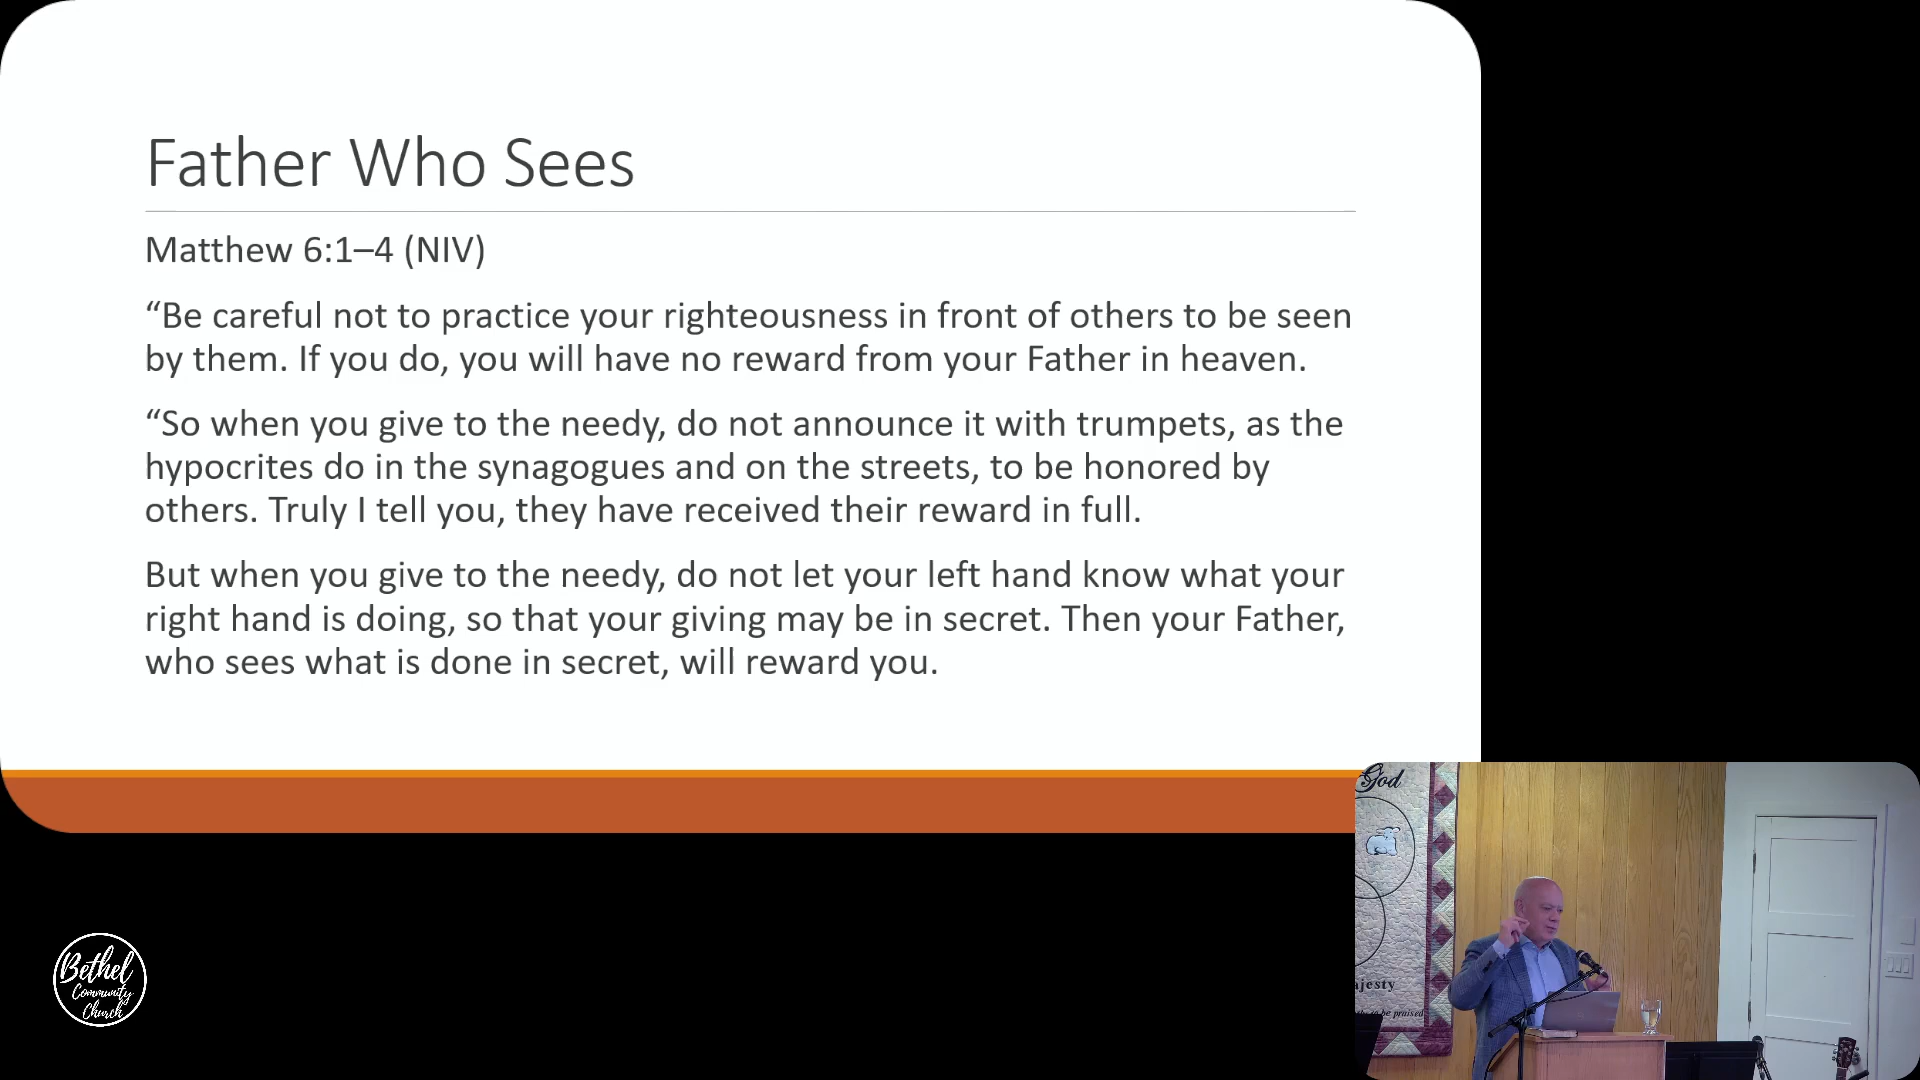 Father Who Sees
Matthew 6:1–4 (NIV)
“Be careful not to practice your righteousness in front of others to be seen
by them. If you do, you will have no reward from your Father in heaven.
“So when you give to the needy, do not announce it with trumpets, as the
hypocrites do in the synagogues and on the streets, to be honored by
others. Truly I tell you, they have received their reward in full.
But when you give to the needy, do not let your left hand know what your
right hand is doing, so that your giving may be in secret. Then your Father,
who sees what is done in secret, will reward you.
God
ajesty
to be praised
Bethel
Community
Church